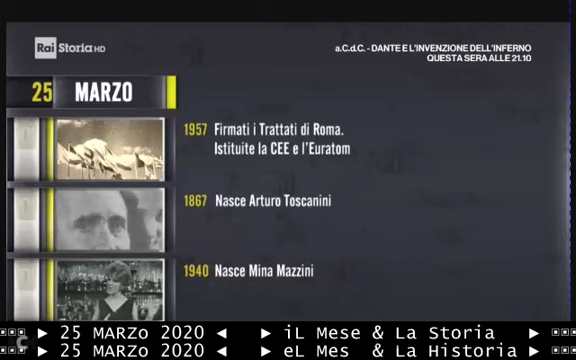 Rai Storia HD
a.C.d.C. - DANTE E L'INVENZIONE DELL'INFERNO
QUESTA SERA ALLE 21.10
25 MARZO
1957 Firmati i Trattati di Roma.
Istituite la CEE e l'Euratom
1867 Nasce Arturo Toscanini
1940 Nasce Mina Mazzini
▶ 25 MARZo 2020 ◀ ▶ iL Mese & La Storia ▶
▶ 25 MARZo 2020 ◀ ▶ eL Mes & La Historia ▶